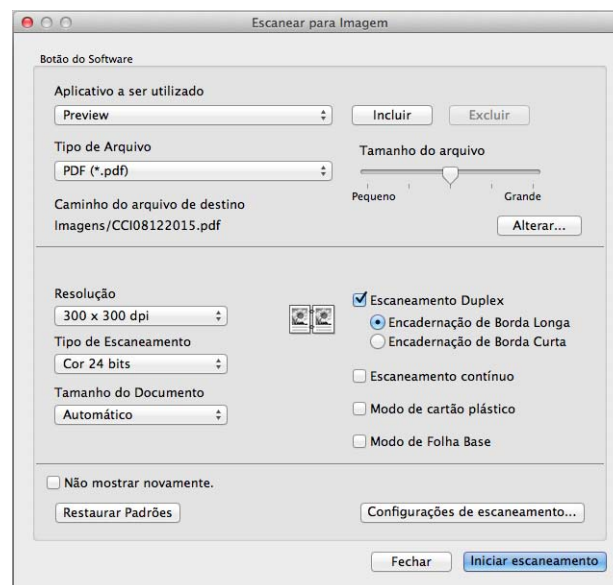 Escanear para Imagem
Botão do Software
Aplicativo a ser utilizado
Preview
Incluir
Excluir
Tipo de Arquivo
PDF (*.pdf)
Tamanho do arquivo
Pequeno
Grande
Caminho do arquivo de destino
Imagens/CCI08122015.pdf
Alterar...
Resolução
300 x 300 dpi
Tipo de Escaneamento
Cor 24 bits
Tamanho do Documento
Automático
Escaneamento Duplex
Encadernação de Borda Longa
Encadernação de Borda Curta
Escaneamento contínuo
Modo de cartão plástico
Modo de Folha Base
Não mostrar novamente.
Restaurar Padrões
Configurações de escaneamento...
Fechar
Iniciar escaneamento